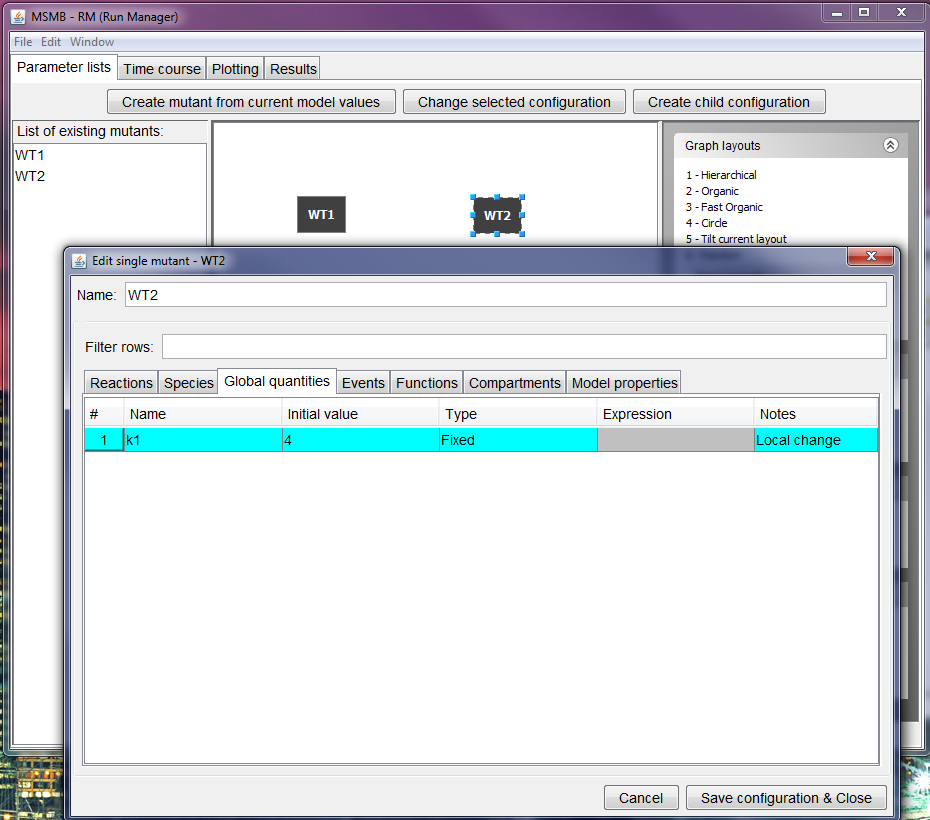 MSMB - RM (Run Manager)
File Edit Window
Parameter lists Time course Plotting Results
Create mutant from current model values Change selected configuration Create child configuration
List of existing mutants:
WT1
WT2
WT1 WT2
Graph layouts
1 - Hierarchical
2 - Organic
3 - Fast Organic
4 - Circle
5 - Tilt current layout
Edit single mutant - WT2
Name: WT2
Filter rows:
Reactions Species Global quantities Events Functions Compartments Model properties
# Name Initial value Type Expression Notes
1 k1 4 Fixed Local change
Cancel Save configuration & Close